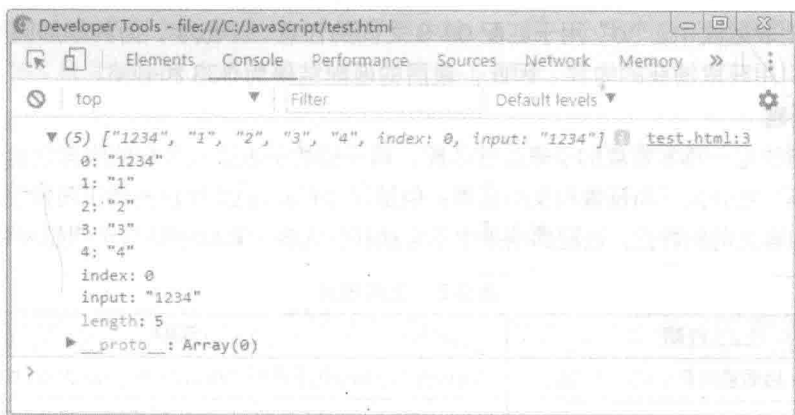 Developer Tools - file:///C:/JavaScript/test.html
Elements Console Performance Sources Network Memory »
top Filter Default levels ▼
▼ (5) ["1234", "1", "2", "3", "4", index: 0, input: "1234"] test.html:3
0: "1234"
1: "1"
2: "2"
3: "3"
4: "4"
index: 0
input: "1234"
length: 5
▶ __proto__: Array(0)
>